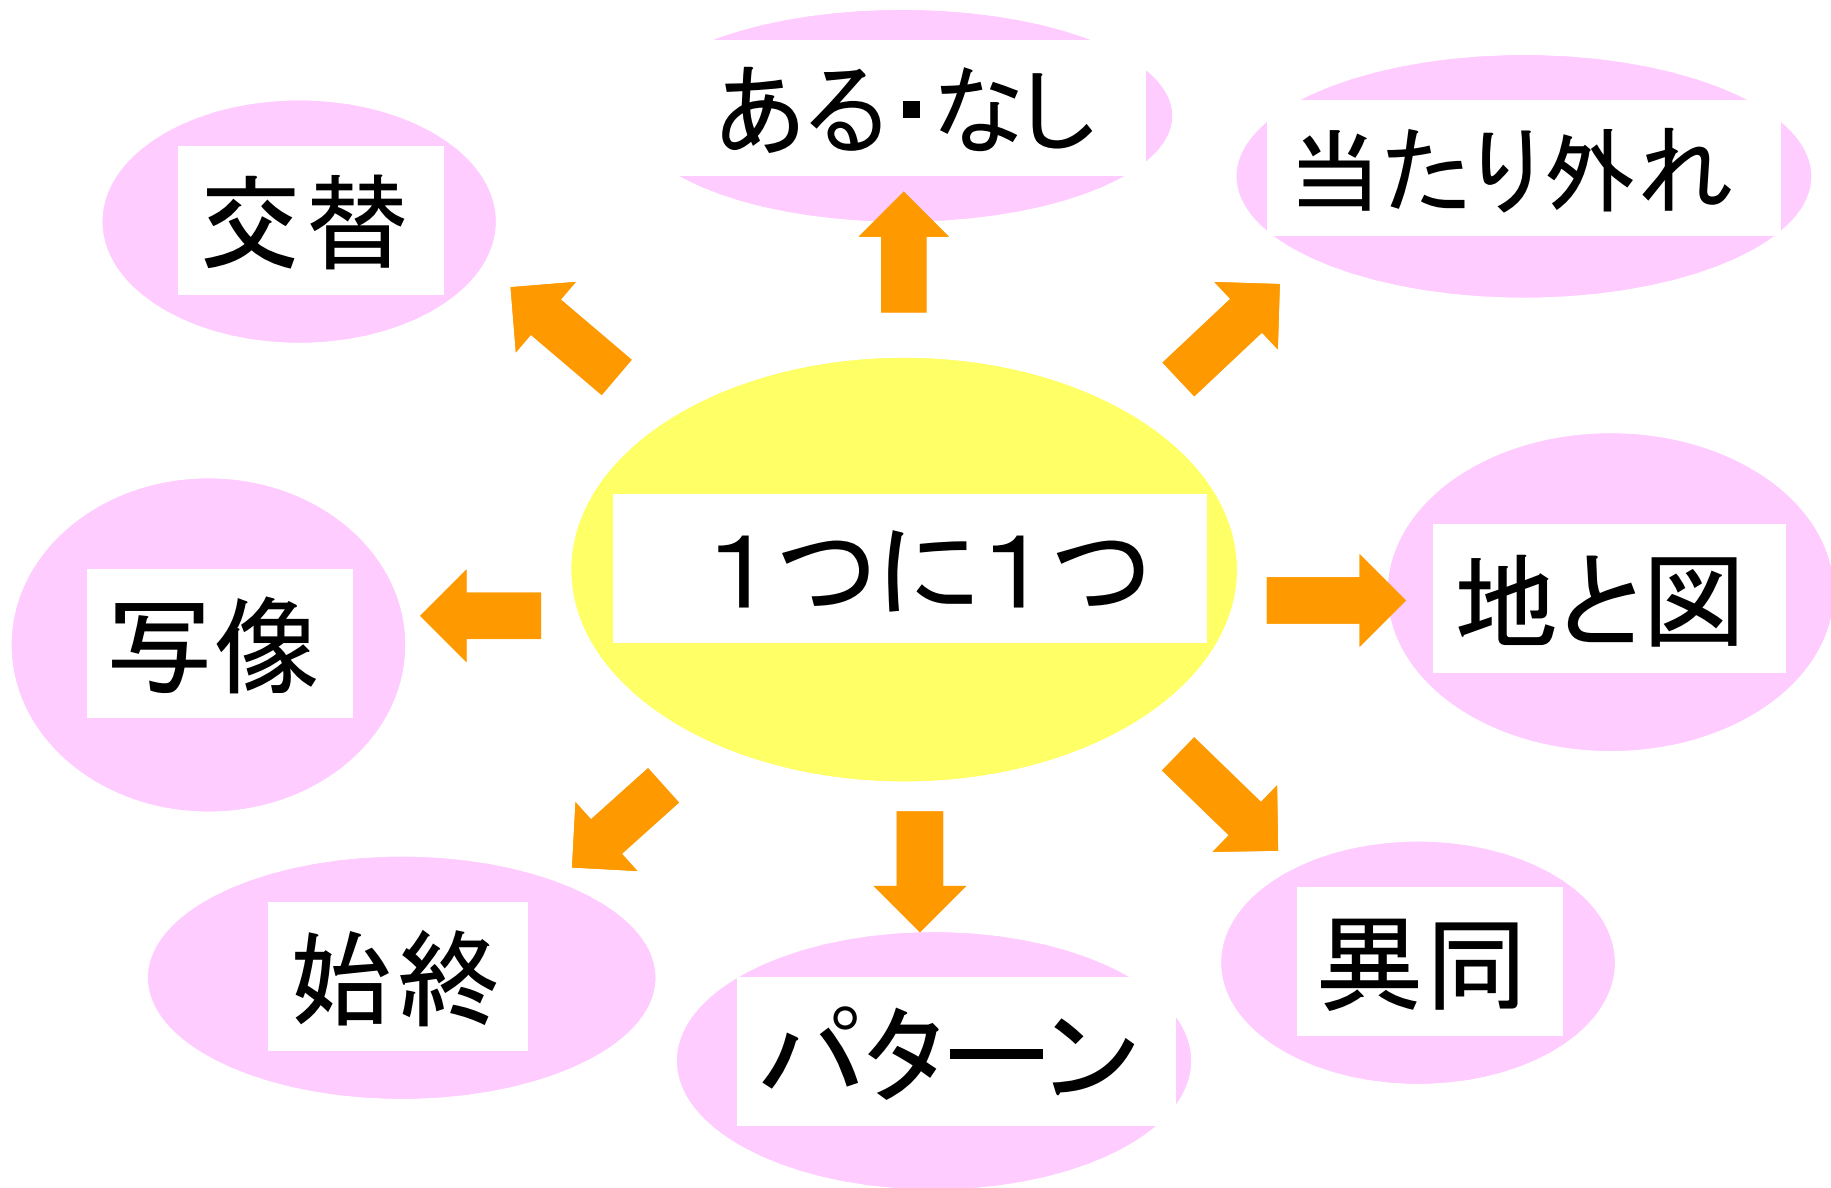 ある・なし
当たり外れ
交替
１つに１つ
地と図
写像
異同
始終
パターン